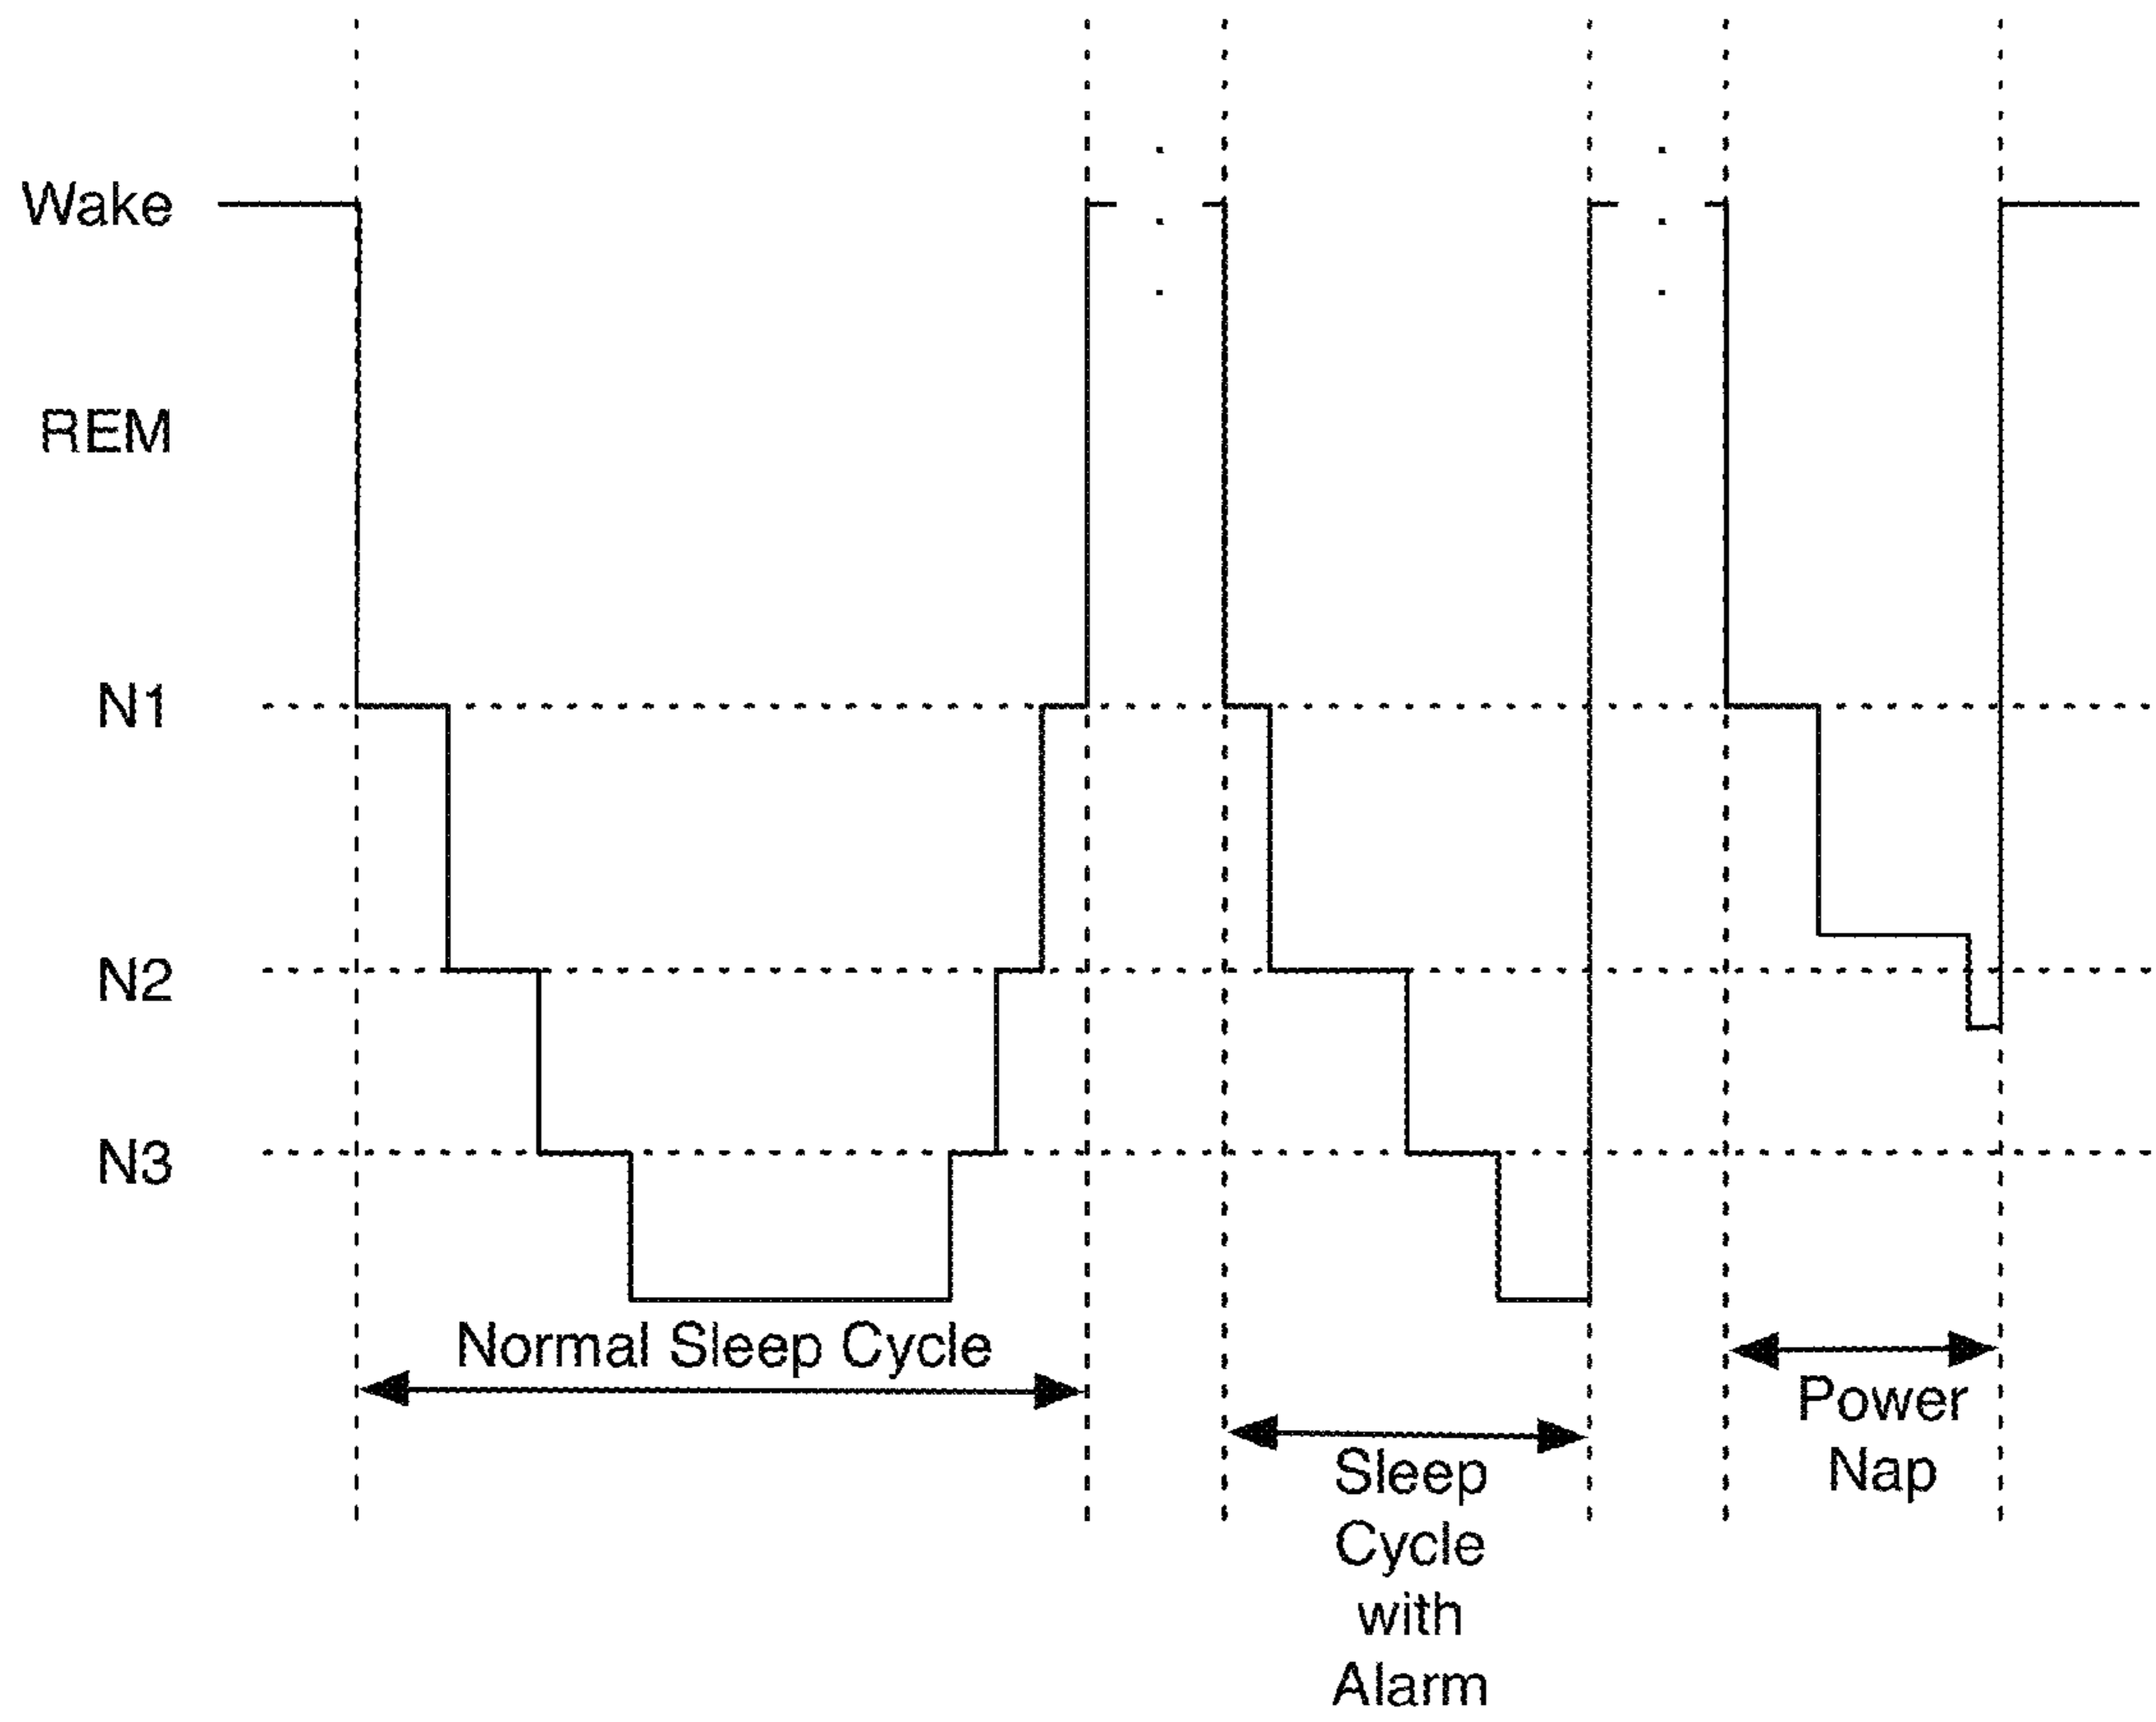 Wake
REM
N1
N2
N3
Normal Sleep Cycle
Sleep
Cycle
with
Alarm
Power
Nap